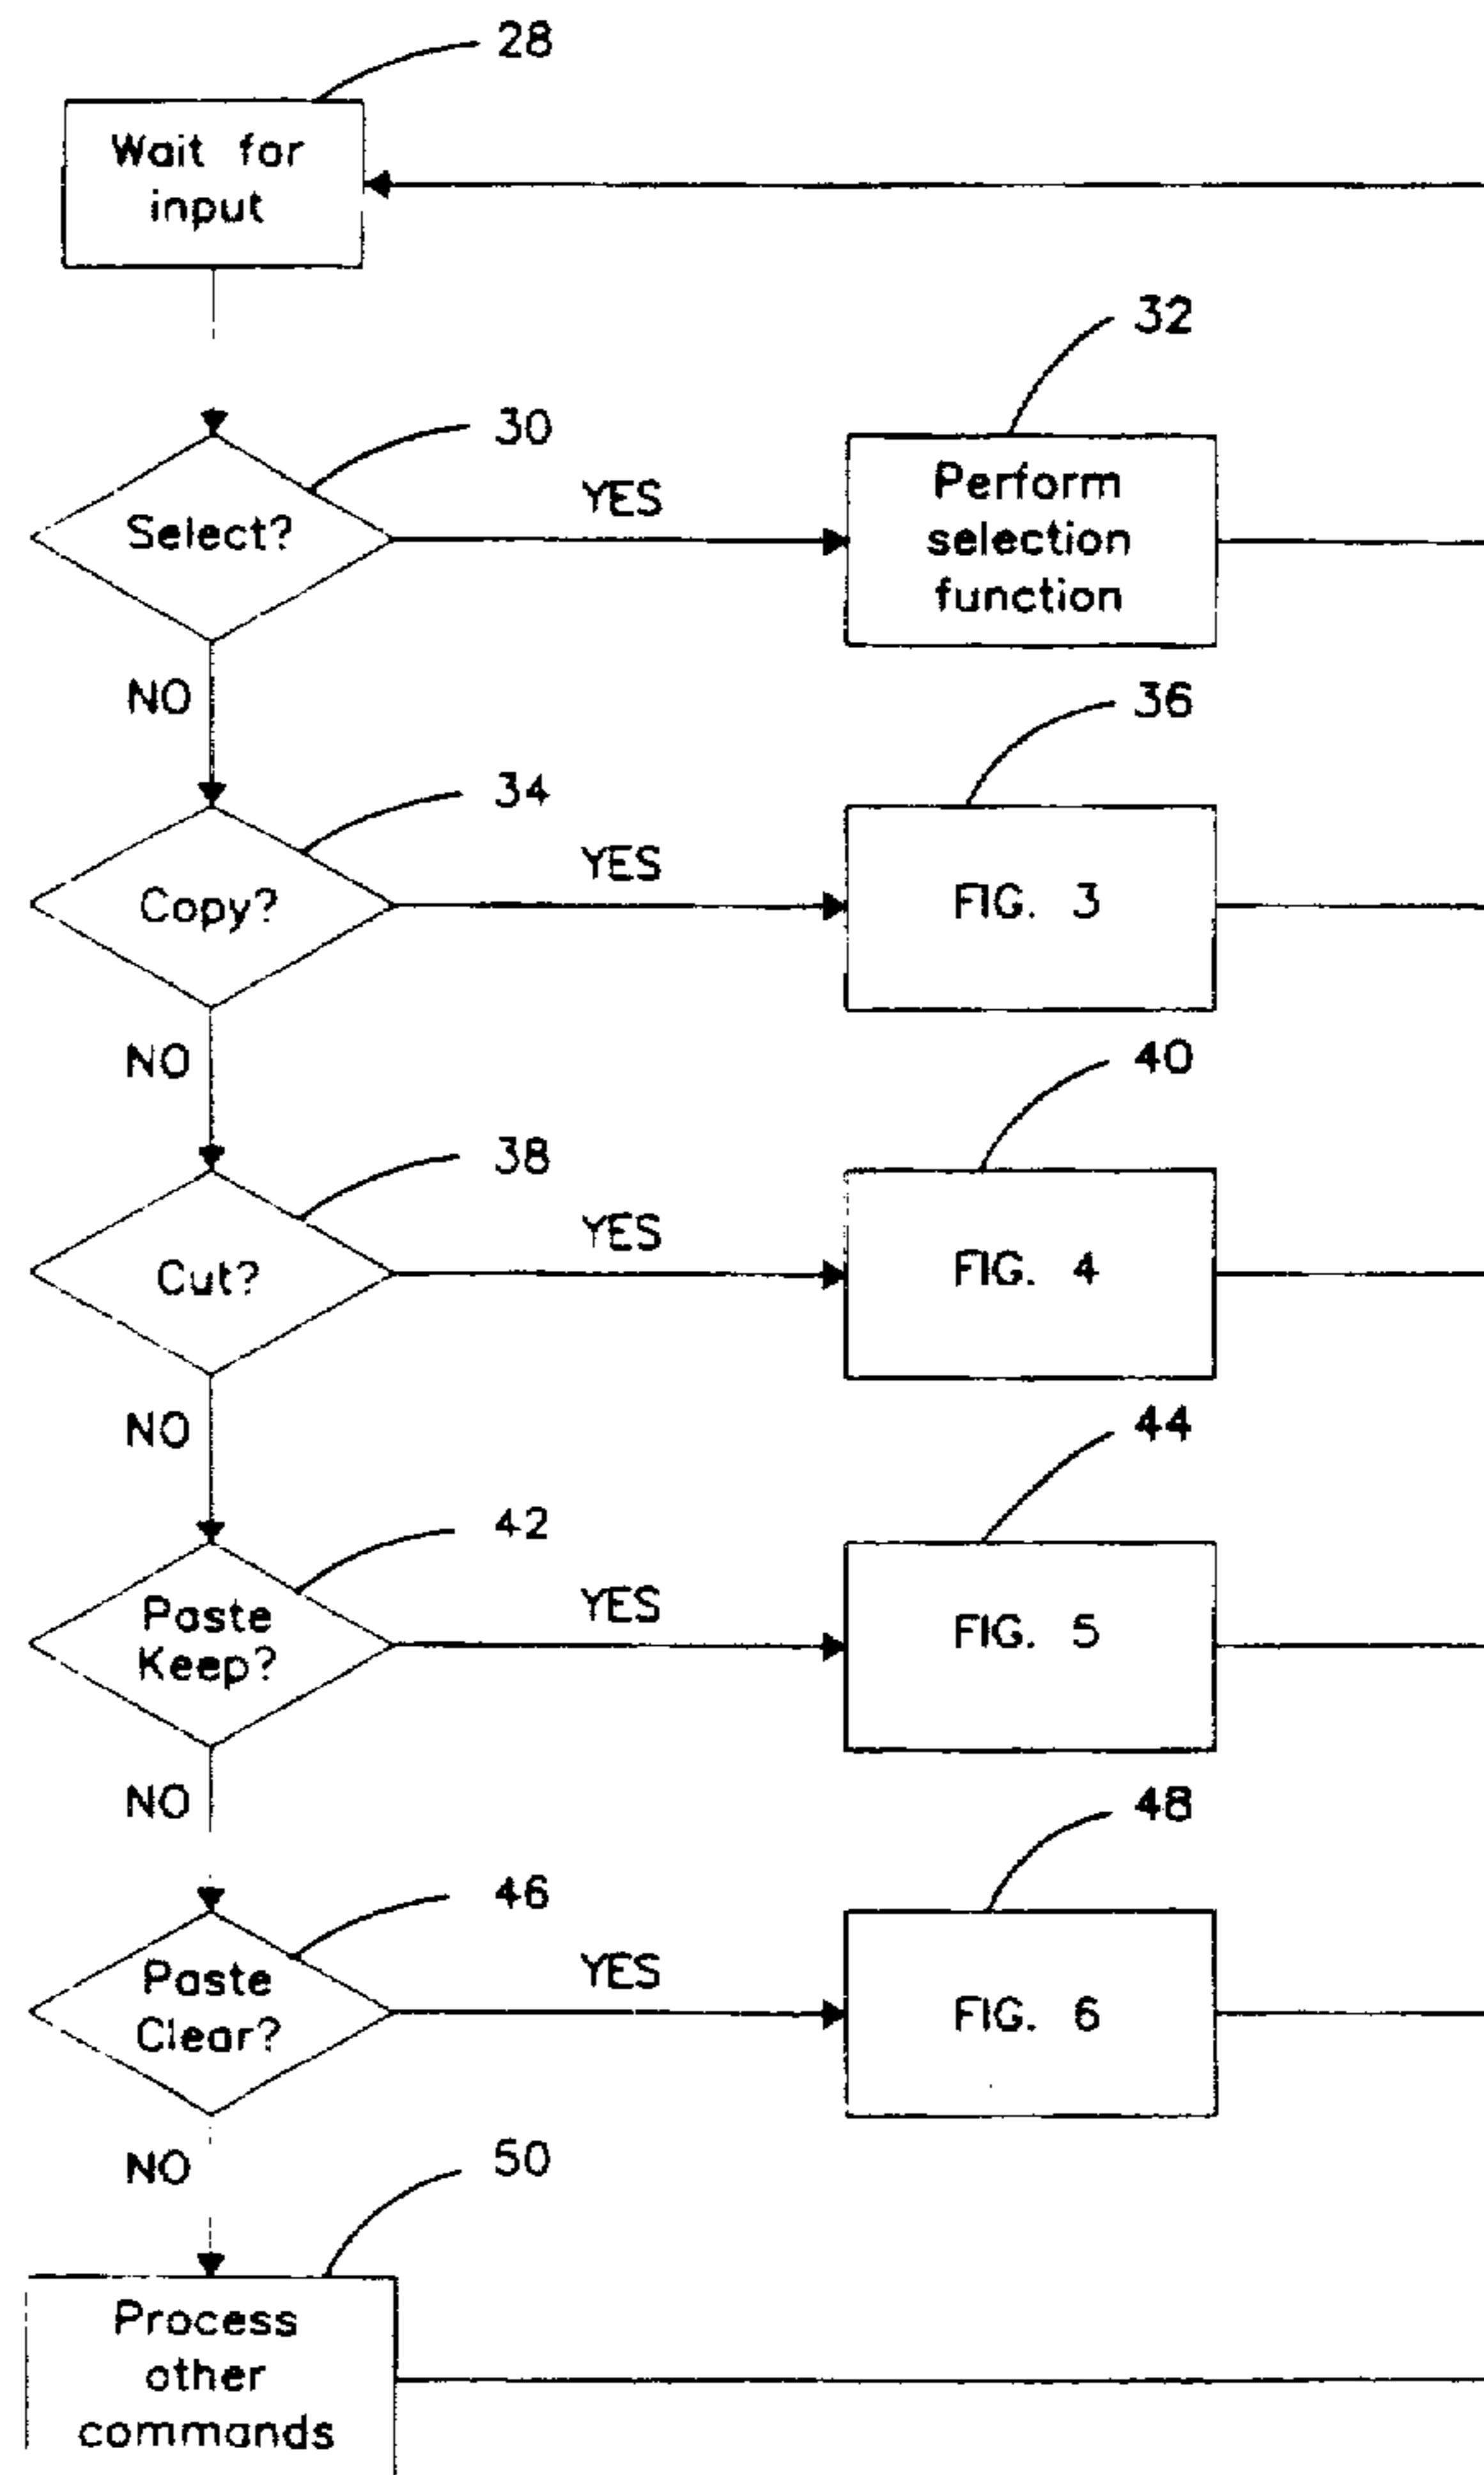 28
Wait for
input
32
30
Select?
YES
Perform
selection
function
NO
36
34
Copy?
YES
FIG. 3
NO
40
38
Cut?
YES
FIG. 4
NO
44
42
Paste
Keep?
YES
FIG. 5
NO
48
46
Paste
Clear?
YES
FIG. 6
NO
50
Process
other
commands